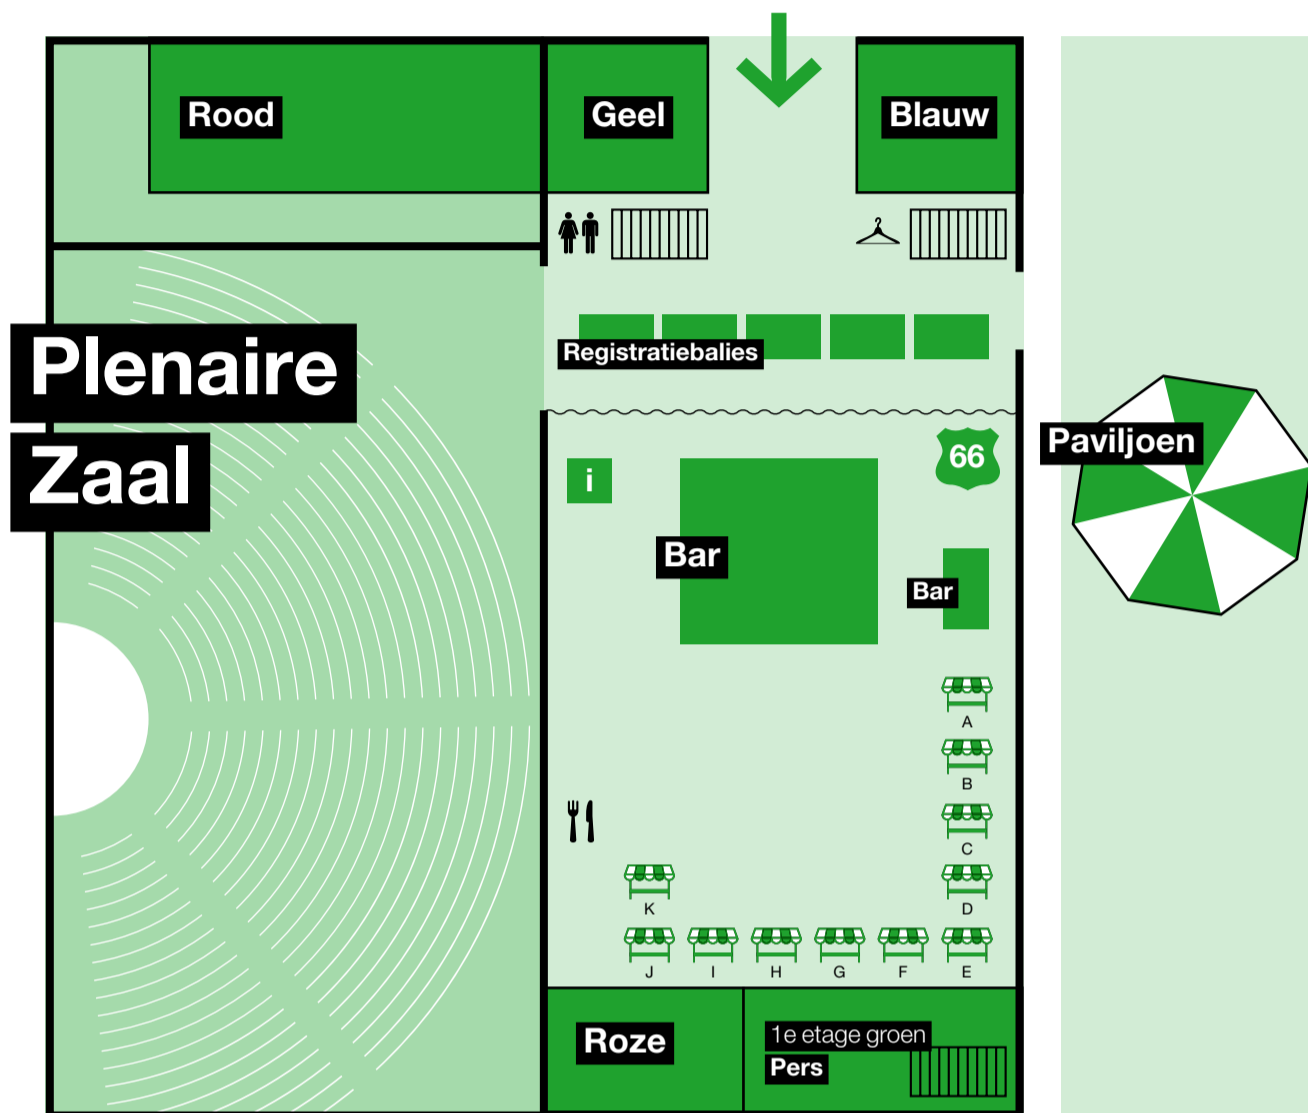 Rood
Geel
Blauw
Plenaire
Zaal
Registratiebalies
i
66
Paviljoen
Bar
Bar
A
B
C
K
D
J
I
H
G
F
E
Roze
1e etage groen
Pers